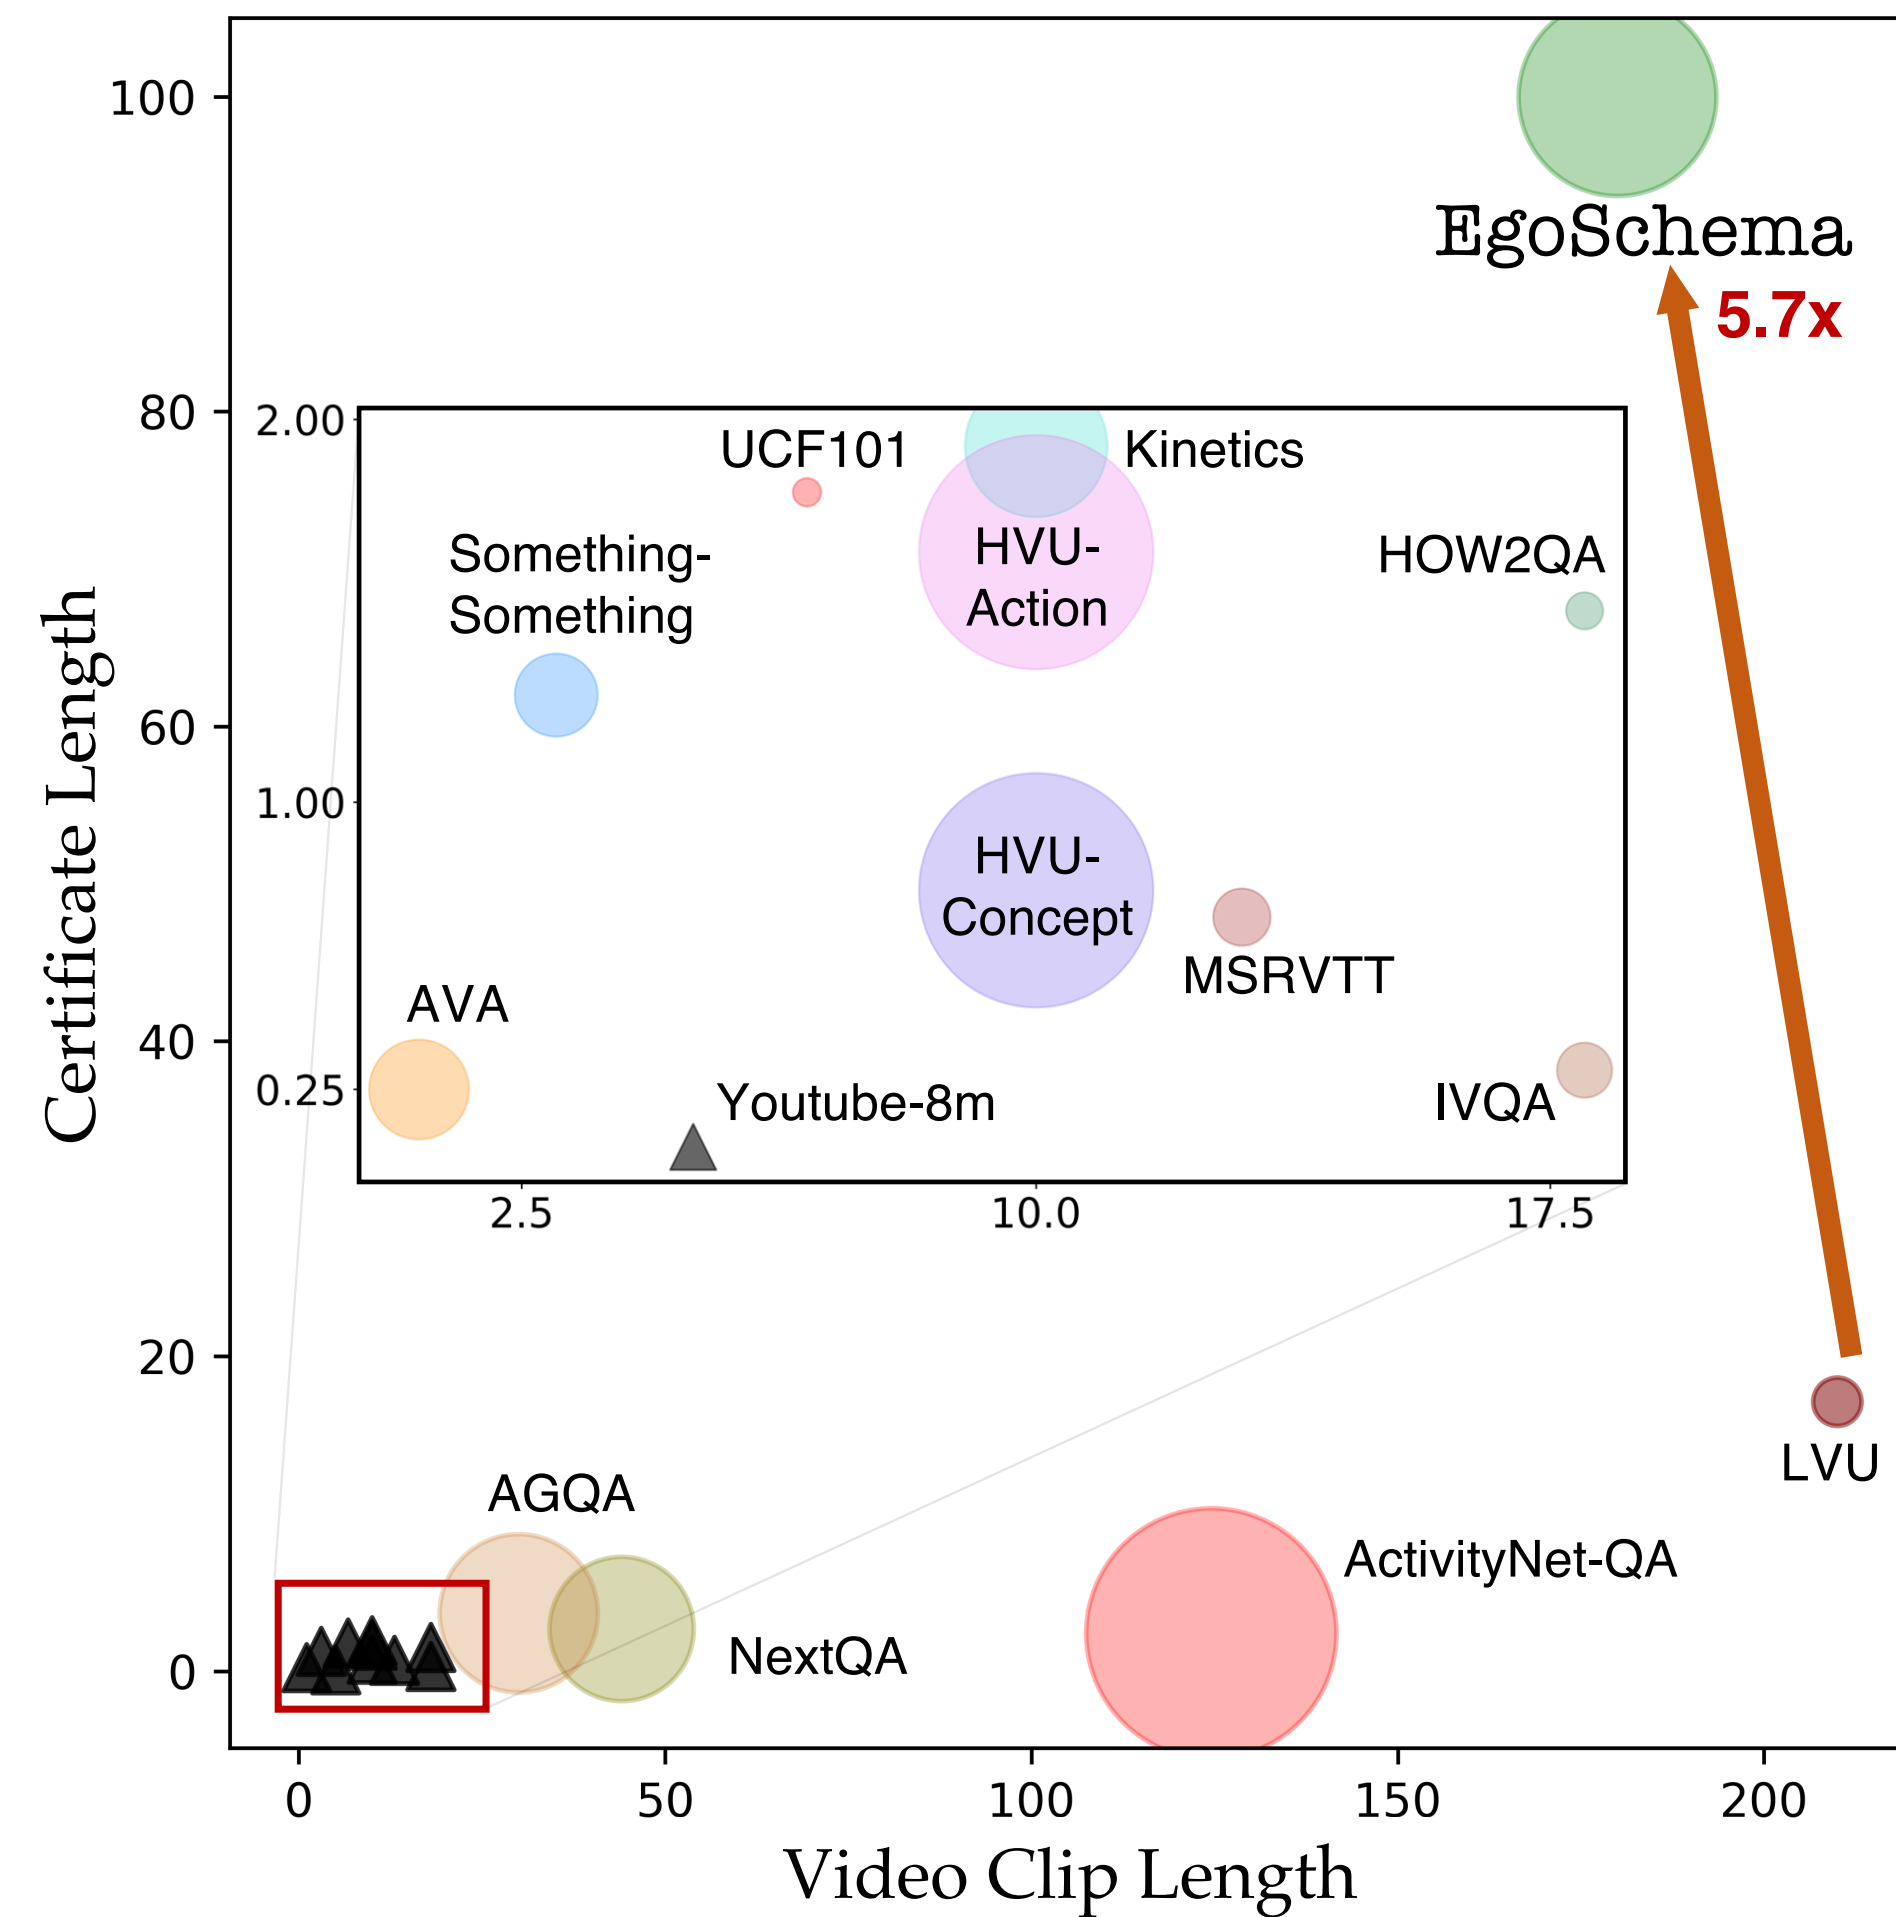 100
EgoSchema
5.7x
80
2.00
UCF101
Kinetics
Something-
Something
HVU-
Action
HOW2QA
60
1.00
HVU-
Concept
MSRVTT
AVA
40
0.25
Youtube-8m
IVQA
2.5
10.0
17.5
Certificate Length
20
LVU
AGQA
ActivityNet-QA
NextQA
0
0
50
100
150
200
Video Clip Length